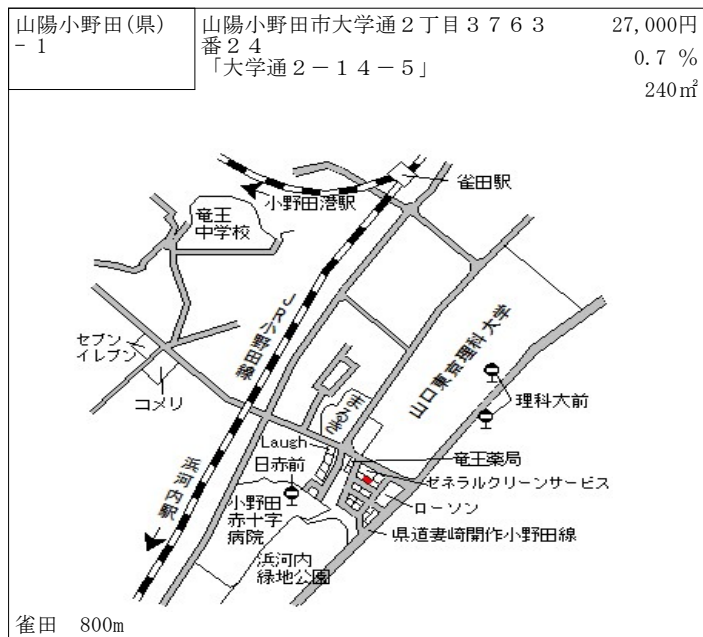 山陽小野田(県)
- 1
山陽小野田市大学通２丁目３７６３
番２４
「大学通２－１４－５」
27,000円
0.7 %
240㎡
雀田駅
小野田港駅
竜王
中学校
JR小野田線
山口東京理科大学
セブン
イレブン
コメリ
理科大前
まるき
Laugh
日赤前
竜王薬局
ゼネラルクリーンサービス
ローソン
浜河内駅
小野田
赤十字
病院
県道妻崎開作小野田線
浜河内
緑地公園
雀田　800m